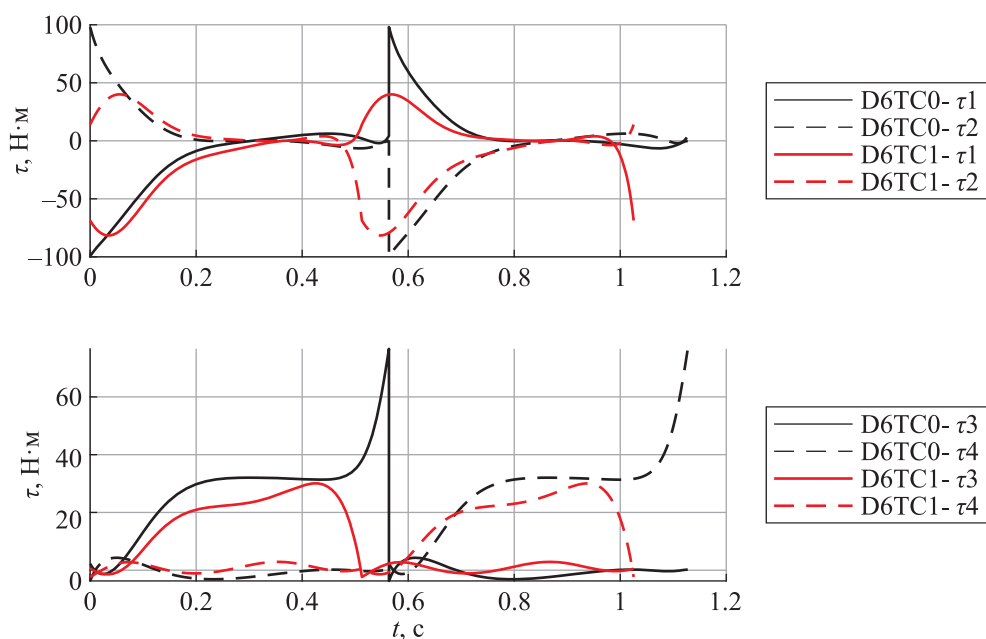 100
50
0
−50
−100
τ, Н·м
0 0.2 0.4 0.6 0.8 1 1.2
t, с
D6TC0- τ1
D6TC0- τ2
D6TC1- τ1
D6TC1- τ2
60
40
20
0
τ, Н·м
0 0.2 0.4 0.6 0.8 1 1.2
t, с
D6TC0- τ3
D6TC0- τ4
D6TC1- τ3
D6TC1- τ4